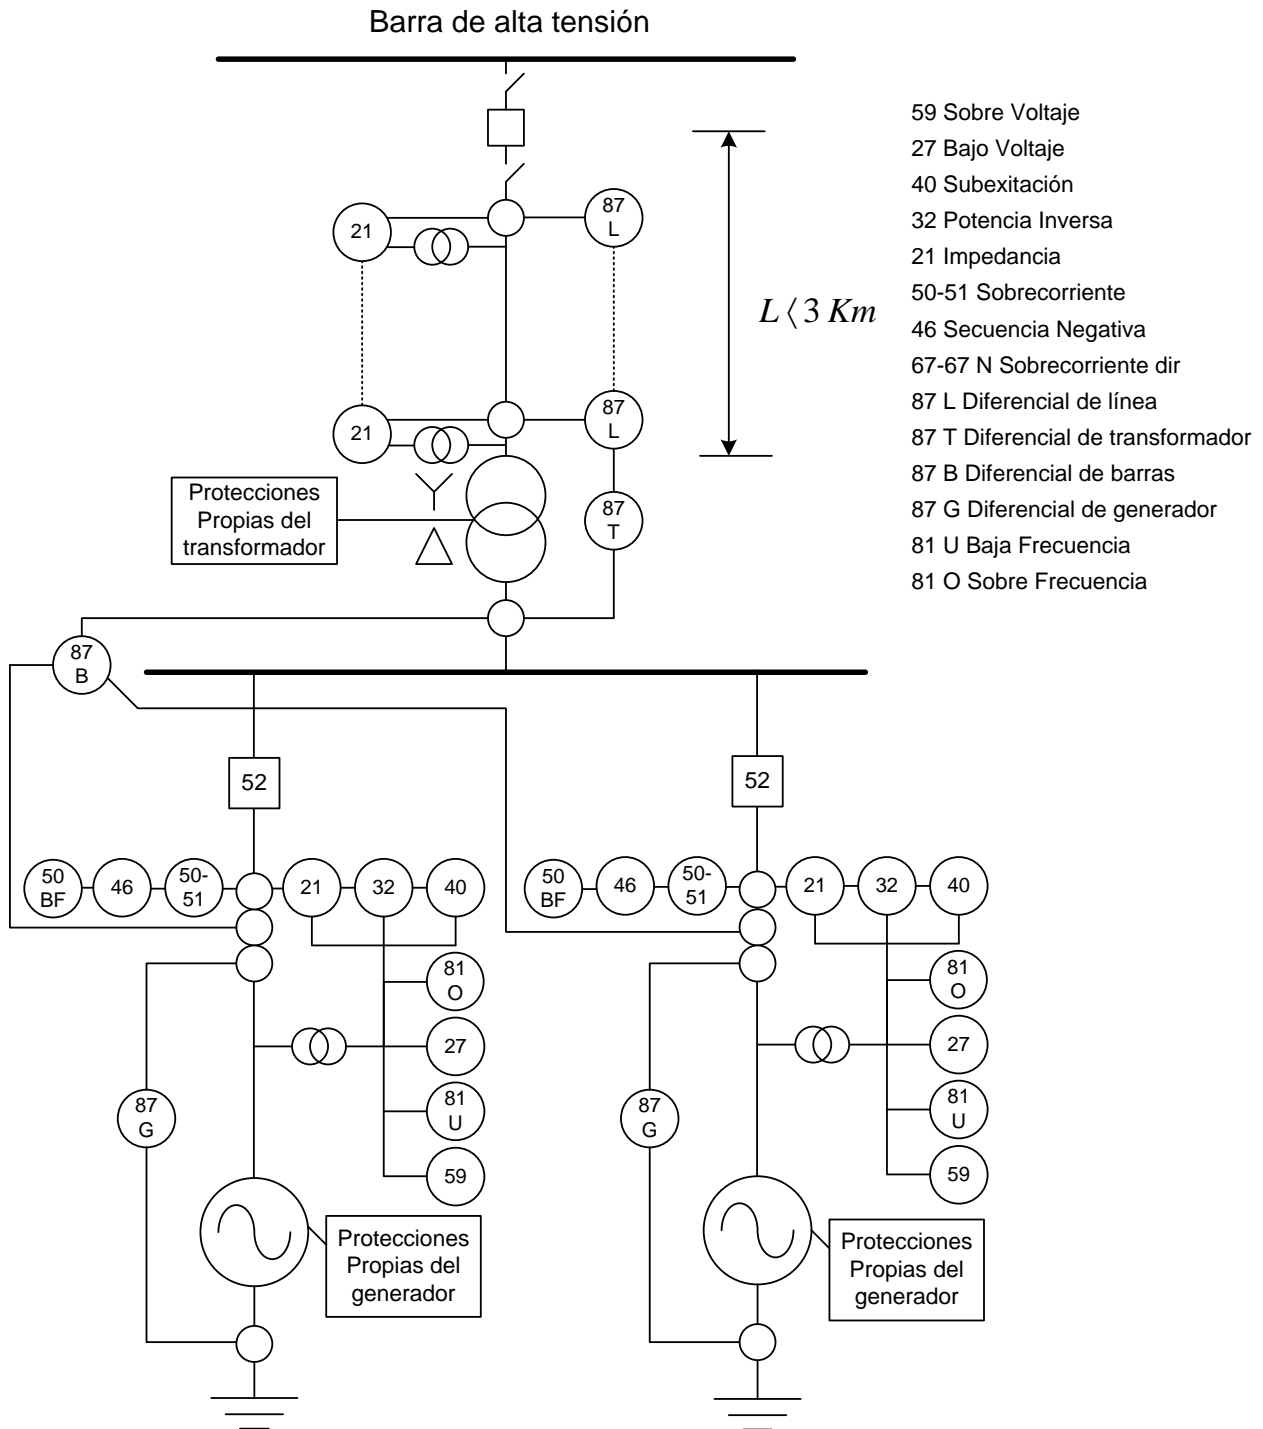 Barra de alta tensión
59 Sobre Voltaje
27 Bajo Voltaje
40 Subexitación
32 Potencia Inversa
21 Impedancia
50-51 Sobrecorriente
46 Secuencia Negativa
67-67 N Sobrecorriente dir
87 L Diferencial de línea
87 T Diferencial de transformador
87 B Diferencial de barras
87 G Diferencial de generador
81 U Baja Frecuencia
81 O Sobre Frecuencia
21
87
L
L〈 3 Km
21
87
L
Protecciones
Propias del
transformador
87
T
87
B
52
52
50
BF
46
50-
51
21
32
40
50
BF
46
50-
51
21
32
40
81
O
27
81
U
59
81
O
27
81
U
59
87
G
87
G
Protecciones
Propias del
generador
Protecciones
Propias del
generador